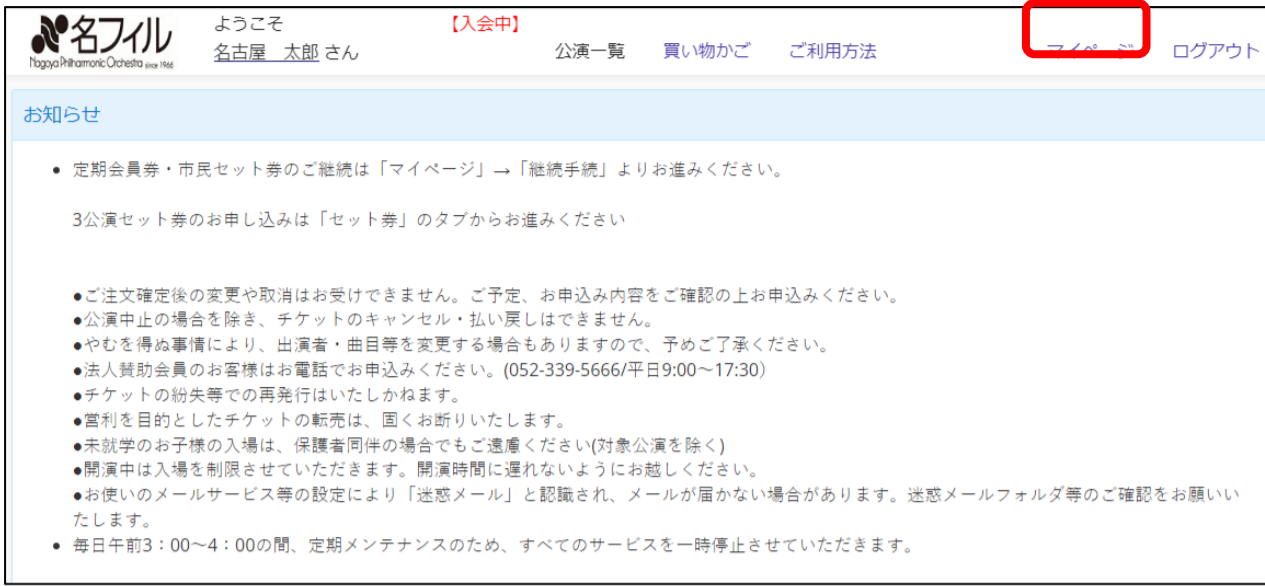 名フィル
Nagoya Philharmonic Orchestra since 1966
ようこそ
名古屋　太郎 さん
【入会中】
公演一覧 買い物かご ご利用方法 マイページ ログアウト
お知らせ
• 定期会員券・市民セット券のご継続は「マイページ」→「継続手続」よりお進みください。
3公演セット券のお申し込みは「セット券」のタブからお進みください
●ご注文確定後の変更や取消はお受けできません。ご予定、お申込み内容をご確認の上お申込みください。
●公演中止の場合を除き、チケットのキャンセル・払い戻しはできません。
●やむを得ぬ事情により、出演者・曲目等を変更する場合もありますので、予めご了承ください。
●法人賛助会員のお客様はお電話でお申込みください。(052-339-5666/平日9:00～17:30）
●チケットの紛失等での再発行はいたしかねます。
●営利を目的としたチケットの転売は、固くお断りいたします。
●未就学のお子様の入場は、保護者同伴の場合でもご遠慮ください(対象公演を除く)
●開演中は入場を制限させていただきます。開演時間に遅れないようにお越しください。
●お使いのメールサービス等の設定により「迷惑メール」と認識され、メールが届かない場合があります。迷惑メールフォルダ等のご確認をお願いい
たします。
• 毎日午前3：00～4：00の間、定期メンテナンスのため、すべてのサービスを一時停止させていただきます。